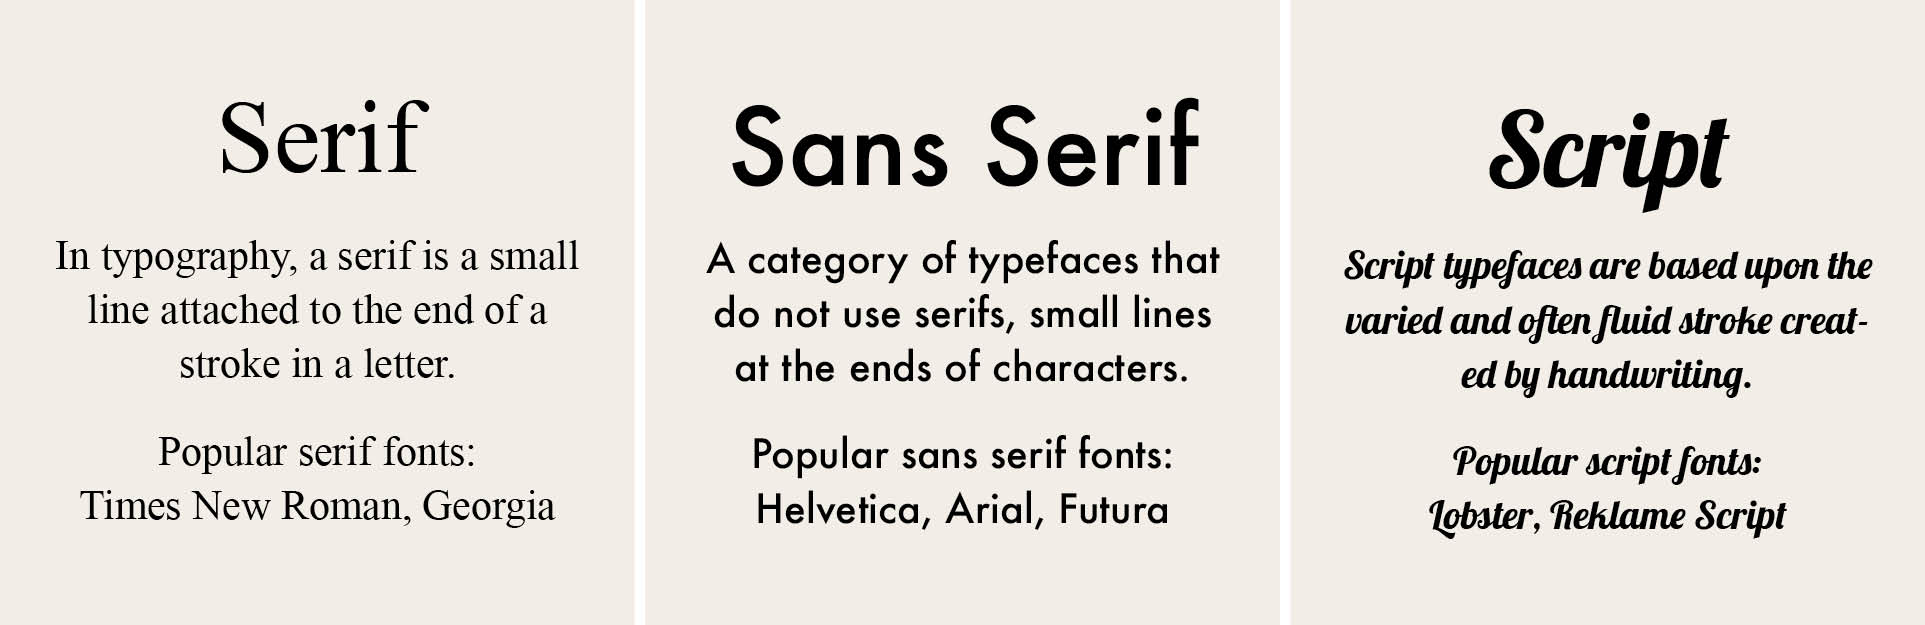 Serif
In typography, a serif is a small
line attached to the end of a
stroke in a letter.
Popular serif fonts:
Times New Roman, Georgia
Sans Serif
A category of typefaces that
do not use serifs, small lines
at the ends of characters.
Popular sans serif fonts:
Helvetica, Arial, Futura
Script
Script typefaces are based upon the
varied and often fluid stroke creat-
ed by handwriting.
Popular script fonts:
Lobster, Reklame Script